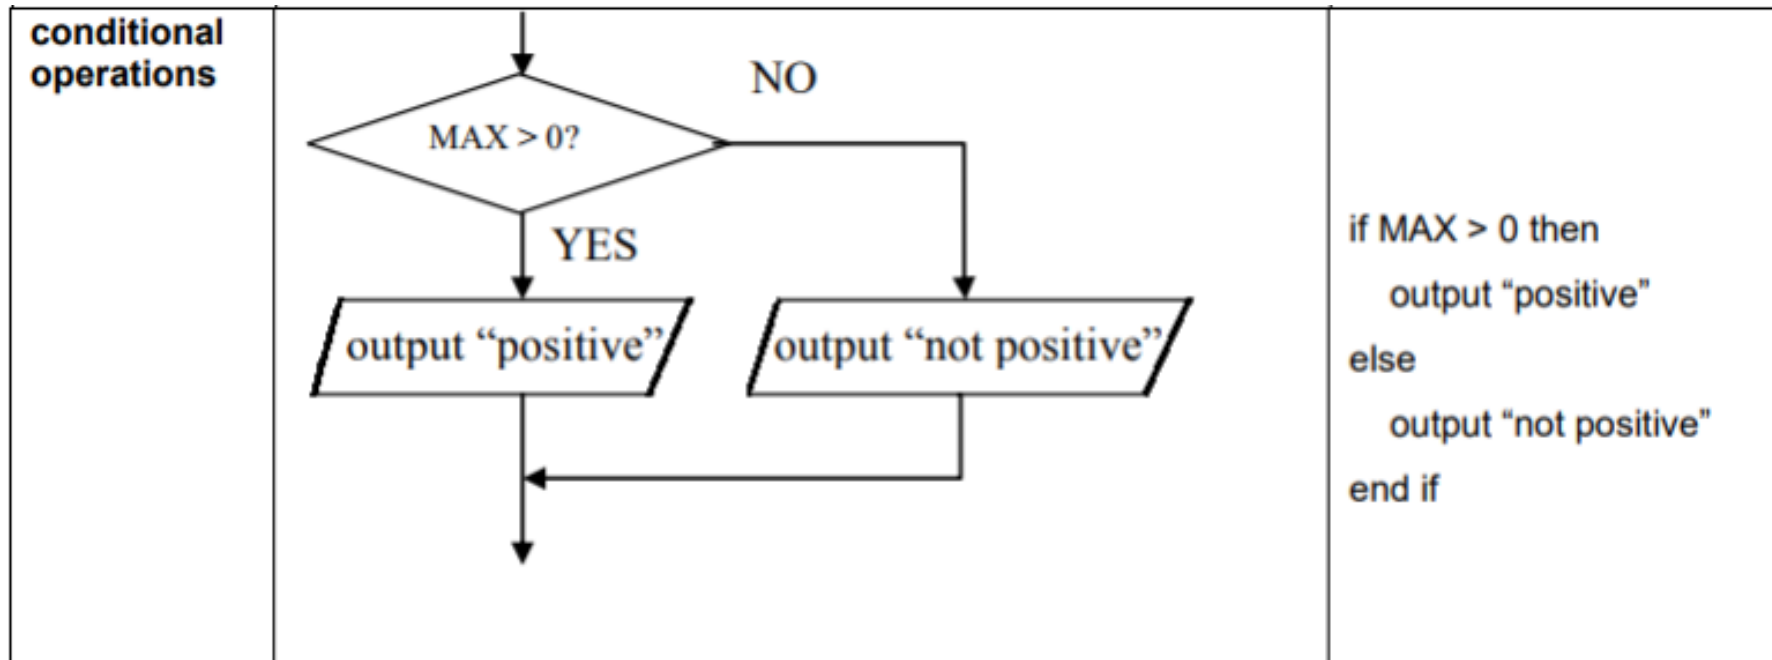 conditional
operations
NO
MAX > 0?
YES
output “positive”
output “not positive”
if MAX > 0 then
output “positive”
else
output “not positive”
end if